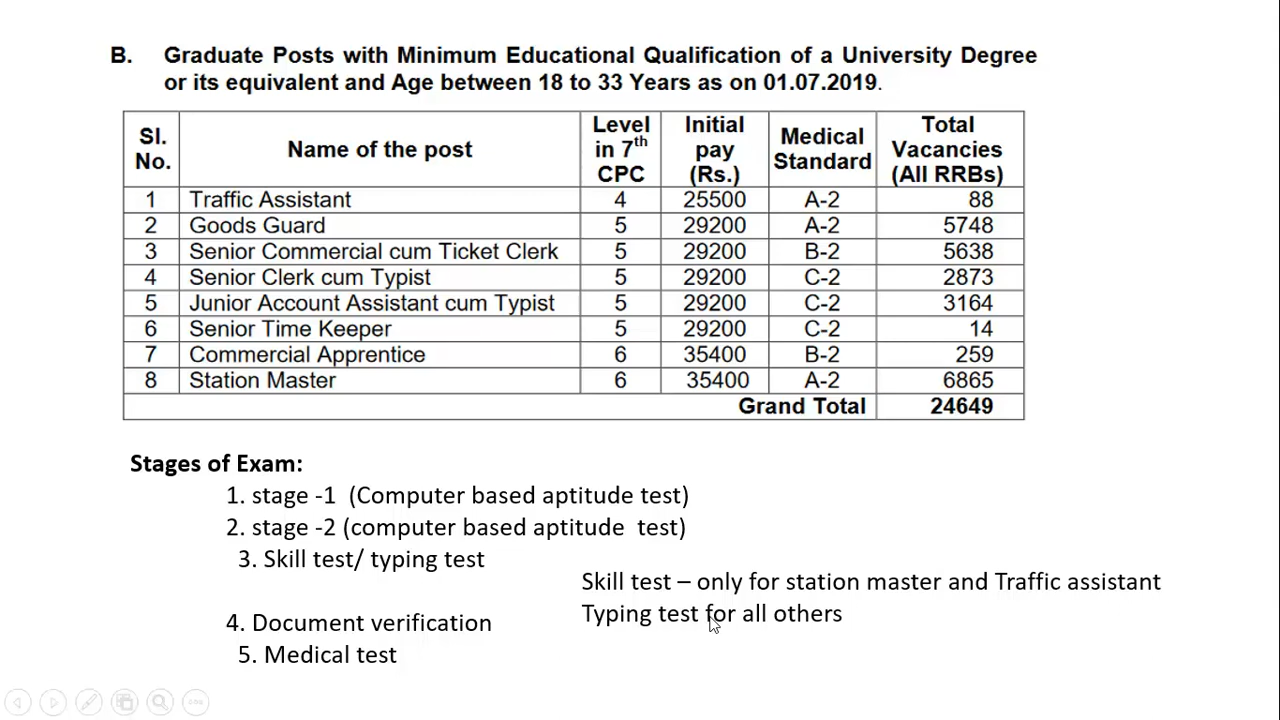 B. Graduate Posts with Minimum Educational Qualification of a University Degree
or its equivalent and Age between 18 to 33 Years as on 01.07.2019.
Sl. No. Name of the post Level in 7th CPC Initial pay (Rs.) Medical Standard Total Vacancies (All RRBs)
1 Traffic Assistant 4 25500 A-2 88
2 Goods Guard 5 29200 A-2 5748
3 Senior Commercial cum Ticket Clerk 5 29200 B-2 5638
4 Senior Clerk cum Typist 5 29200 C-2 2873
5 Junior Account Assistant cum Typist 5 29200 C-2 3164
6 Senior Time Keeper 5 29200 C-2 14
7 Commercial Apprentice 6 35400 B-2 259
8 Station Master 6 35400 A-2 6865
Grand Total 24649
Stages of Exam:
1. stage -1 (Computer based aptitude test)
2. stage -2 (computer based aptitude test)
3. Skill test/ typing test
Skill test – only for station master and Traffic assistant
Typing test for all others
4. Document verification
5. Medical test